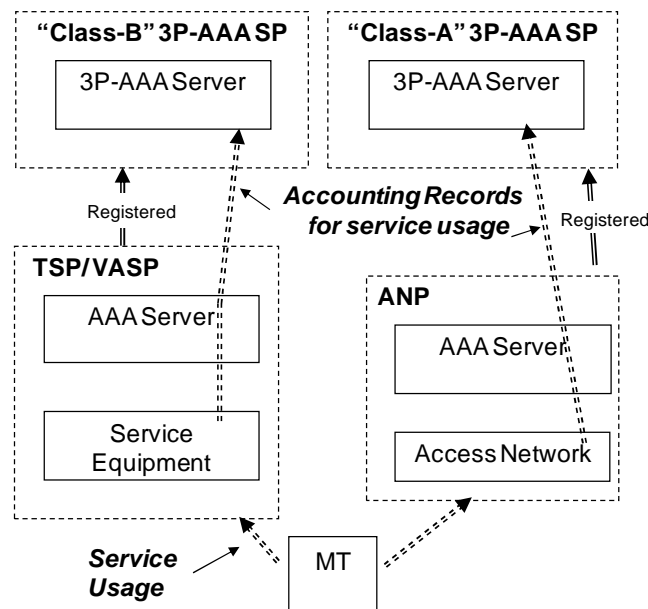 “Class-B” 3P-AAA SP
“Class-A” 3P-AAA SP
3P-AAA Server
3P-AAA Server
Registered
Accounting Records
for service usage
Registered
TSP/VASP
ANP
AAA Server
AAA Server
Service
Equipment
Access Network
Service
Usage
MT